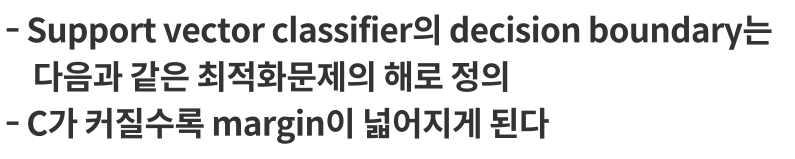 - Support vector classifier의 decision boundary는
다음과 같은 최적화문제의 해로 정의
- C가 커질수록 margin이 넓어지게 된다